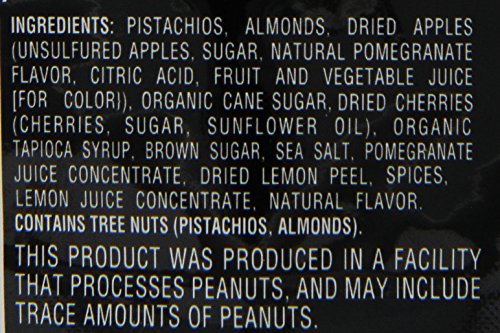 INGREDIENTS: PISTACHIOS, ALMONDS, DRIED APPLES
(UNSULFURED APPLES, SUGAR, NATURAL POMEGRANATE
FLAVOR, CITRIC ACID, FRUIT AND VEGETABLE JUICE
[FOR COLOR]), ORGANIC CANE SUGAR, DRIED CHERRIES
(CHERRIES, SUGAR, SUNFLOWER OIL), ORGANIC
TAPIOCA SYRUP, BROWN SUGAR, SEA SALT, POMEGRANATE
JUICE CONCENTRATE, DRIED LEMON PEEL, SPICES,
LEMON JUICE CONCENTRATE, NATURAL FLAVOR.
CONTAINS TREE NUTS (PISTACHIOS, ALMONDS).
THIS PRODUCT WAS PRODUCED IN A FACILITY
THAT PROCESSES PEANUTS, AND MAY INCLUDE
TRACE AMOUNTS OF PEANUTS.